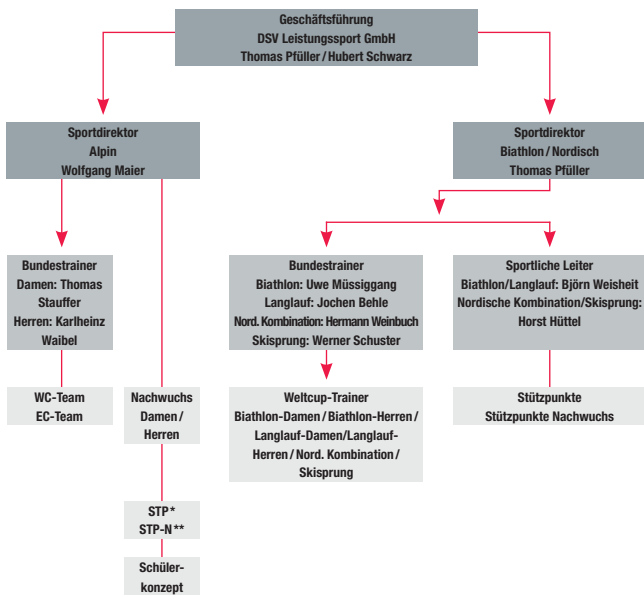 Geschäftsführung
DSV Leistungssport GmbH
Thomas Pfüller / Hubert Schwarz
Sportdirektor
Alpin
Wolfgang Maier
Sportdirektor
Biathlon / Nordisch
Thomas Pfüller
Bundestrainer
Damen: Thomas
Stauffer
Herren: Karlheinz
Waibel
Bundestrainer
Biathlon: Uwe Müssiggang
Langlauf: Jochen Behle
Nord. Kombination: Hermann Weinbuch
Skisprung: Werner Schuster
Sportliche Leiter
Biathlon/Langlauf: Björn Weisheit
Nordische Kombination/Skisprung:
Horst Hüttel
WC-Team
EC-Team
Nachwuchs
Damen /
Herren
Weltcup-Trainer
Biathlon-Damen / Biathlon-Herren /
Langlauf-Damen/Langlauf-
Herren / Nord. Kombination /
Skisprung
Stützpunkte
Stützpunkte Nachwuchs
STP *
STP-N **
Schüler-
konzept